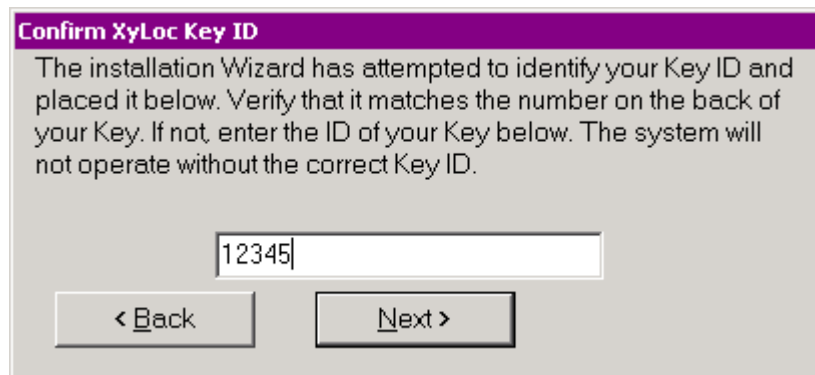 Confirm XyLoc Key ID
The installation Wizard has attempted to identify your Key ID and
placed it below. Verify that it matches the number on the back of
your Key. If not, enter the ID of your Key below. The system will
not operate without the correct Key ID.
12345
< Back Next >